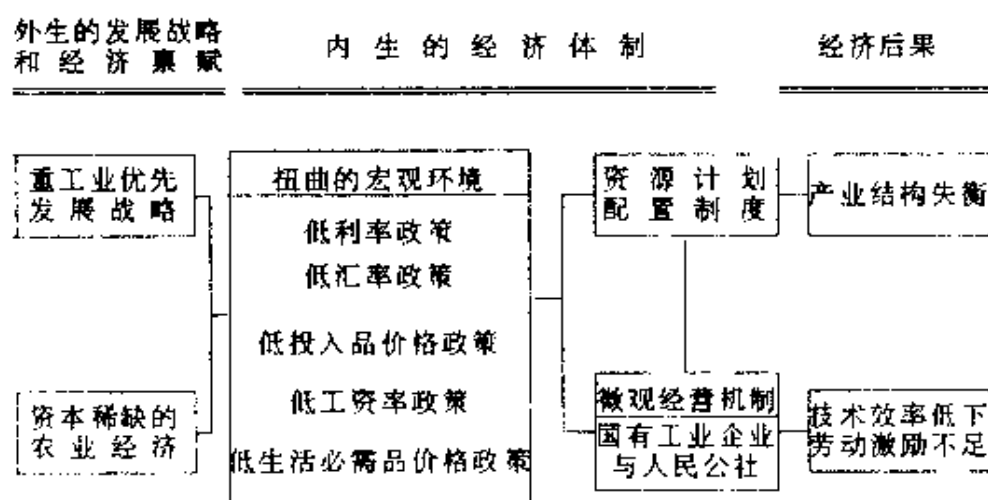 外生的发展战略
和经济禀赋
内生的经济体制
经济后果
重工业优先
发展战略
资本稀缺的
农业经济
扭曲的宏观环境
低利率政策
低汇率政策
低投入品价格政策
低工资率政策
低生活必需品价格政策
资源计划
配置制度
微观经营机制
国有工业企业
与人民公社
产业结构失衡
技术效率低下
劳动激励不足